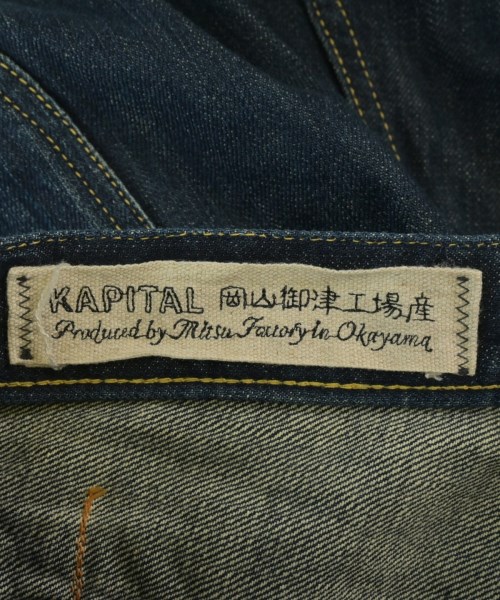 KAPITAL 岡山御津工場産
Produced by Mitsu Factory In Okayama